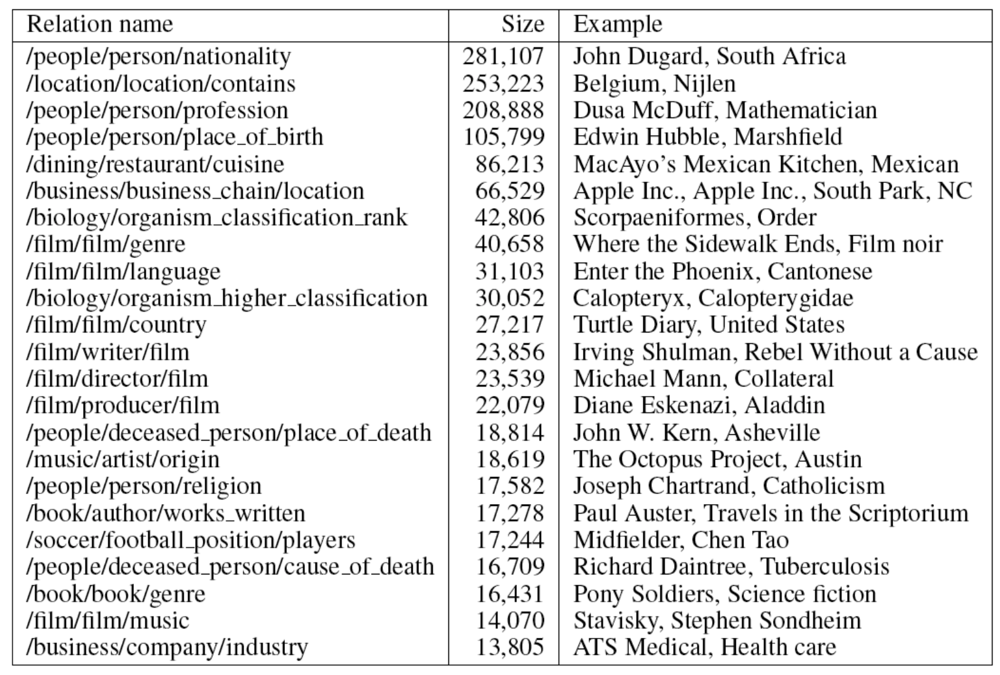 Relation name Size Example
/people/person/nationality 281,107 John Dugard, South Africa
/location/location/contains 253,223 Belgium, Nijlen
/people/person/profession 208,888 Dusa McDuff, Mathematician
/people/person/place_of_birth 105,799 Edwin Hubble, Marshfield
/dining/restaurant/cuisine 86,213 MacAyo's Mexican Kitchen, Mexican
/business/business_chain/location 66,529 Apple Inc., Apple Inc., South Park, NC
/biology/organism_classification_rank 42,806 Scorpaeniformes, Order
/film/film/genre 40,658 Where the Sidewalk Ends, Film noir
/film/film/language 31,103 Enter the Phoenix, Cantonese
/biology/organism_higher_classification 30,052 Calopteryx, Calopterygidae
/film/film/country 27,217 Turtle Diary, United States
/film/writer/film 23,856 Irving Shulman, Rebel Without a Cause
/film/director/film 23,539 Michael Mann, Collateral
/film/producer/film 22,079 Diane Eskenazi, Aladdin
/people/deceased_person/place_of_death 18,814 John W. Kern, Asheville
/music/artist/origin 18,619 The Octopus Project, Austin
/people/person/religion 17,582 Joseph Chartrand, Catholicism
/book/author/works_written 17,278 Paul Auster, Travels in the Scriptorium
/soccer/football_position/players 17,244 Midfielder, Chen Tao
/people/deceased_person/cause_of_death 16,709 Richard Daintree, Tuberculosis
/book/book/genre 16,431 Pony Soldiers, Science fiction
/film/film/music 14,070 Stavisky, Stephen Sondheim
/business/company/industry 13,805 ATS Medical, Health care